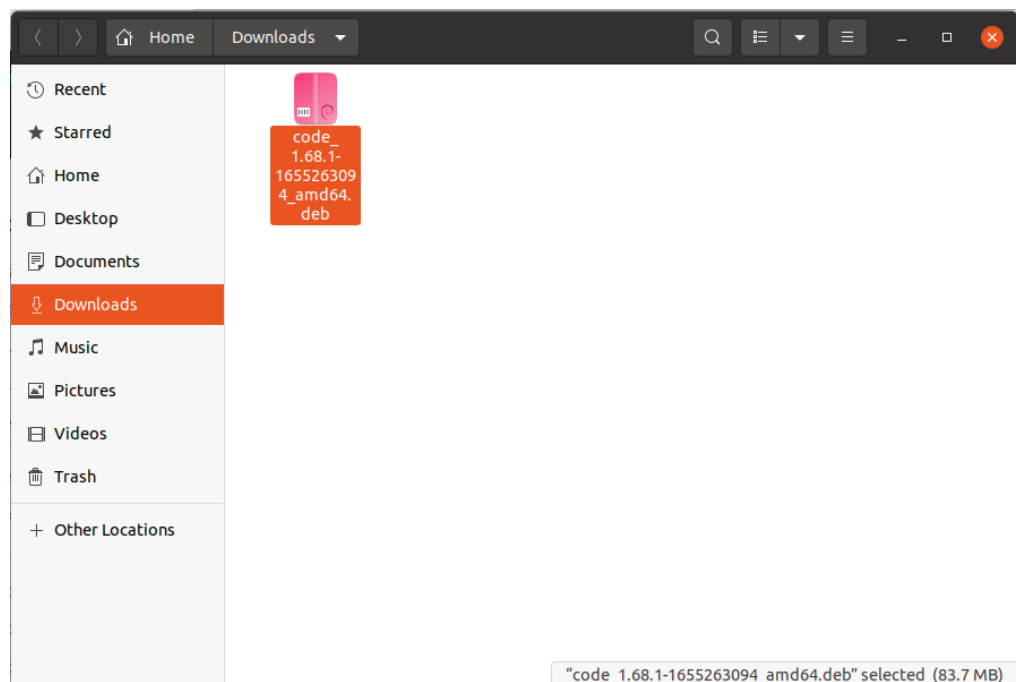 Home
Downloads
Recent
Starred
Home
Desktop
Documents
Downloads
Music
Pictures
Videos
Trash
Other Locations
code_
1.68.1-
165526309
4_amd64.
deb
“code_1.68.1-1655263094_amd64.deb” selected (83.7 MB)